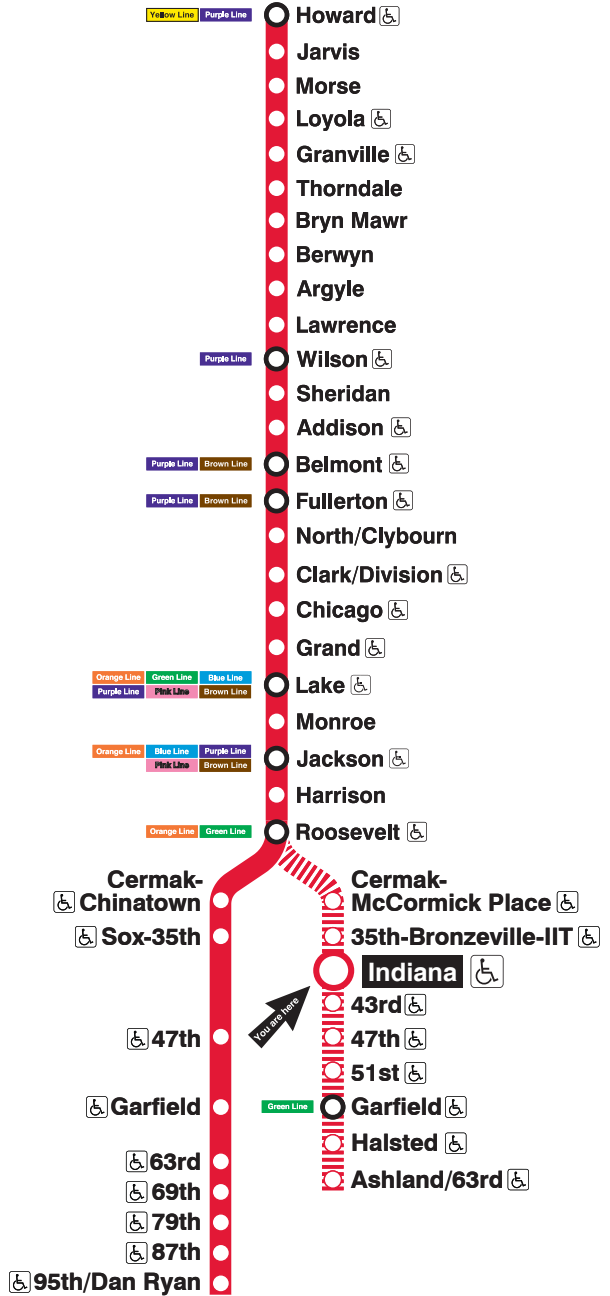 Yellow Line Purple Line Howard
Jarvis
Morse
Loyola
Granville
Thorndale
Bryn Mawr
Berwyn
Argyle
Lawrence
Purple Line Wilson
Sheridan
Addison
Purple Line Brown Line Belmont
Purple Line Brown Line Fullerton
North/Clybourn
Clark/Division
Chicago
Grand
Orange Line Green Line Blue Line
Purple Line Pink Line Brown Line
Lake
Monroe
Orange Line Blue Line Purple Line
Pink Line Brown Line
Jackson
Harrison
Orange Line Green Line Roosevelt
Cermak-
Chinatown
Sox-35th
47th
Garfield
63rd
69th
79th
87th
95th/Dan Ryan
Cermak-
McCormick Place
35th-Bronzeville-IIT
Indiana
You are here
43rd
47th
51st
Green Line Garfield
Halsted
Ashland/63rd